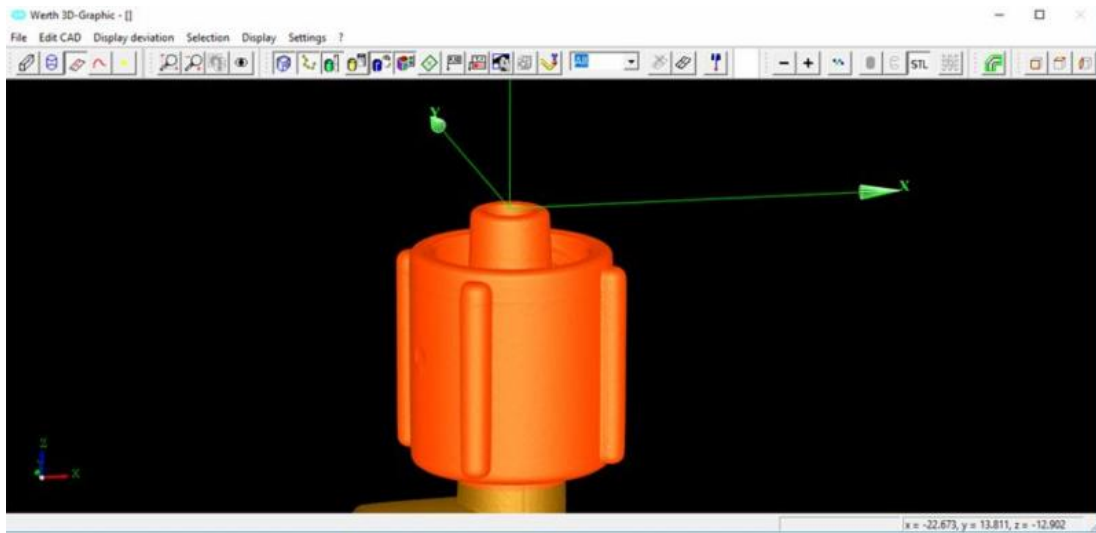 Werth 3D-Graphic - []
File Edit CAD Display deviation Selection Display Settings ?
All
STL
Y
X
Z
X
x = -22.673, y = 13.811, z = -12.902